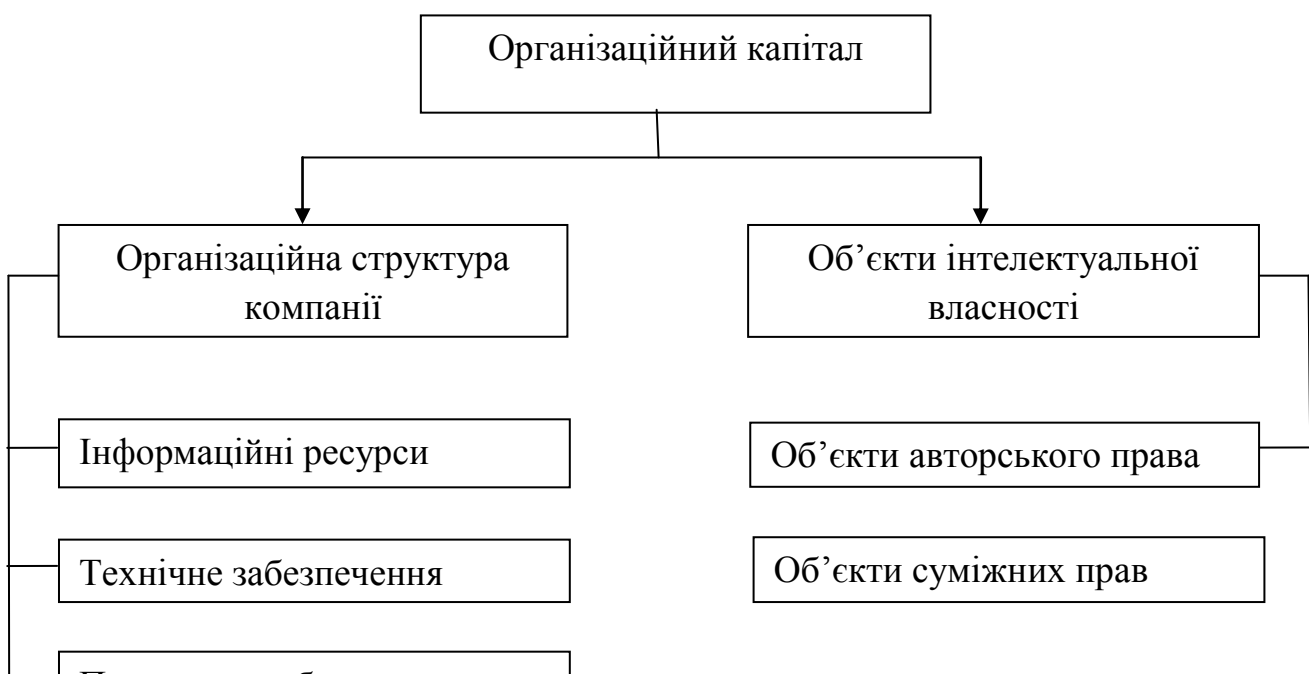 Організаційний капітал
Організаційна структура
компанії
Об’єкти інтелектуальної
власності
Інформаційні ресурси
Об’єкти авторського права
Технічне забезпечення
Об’єкти суміжних прав